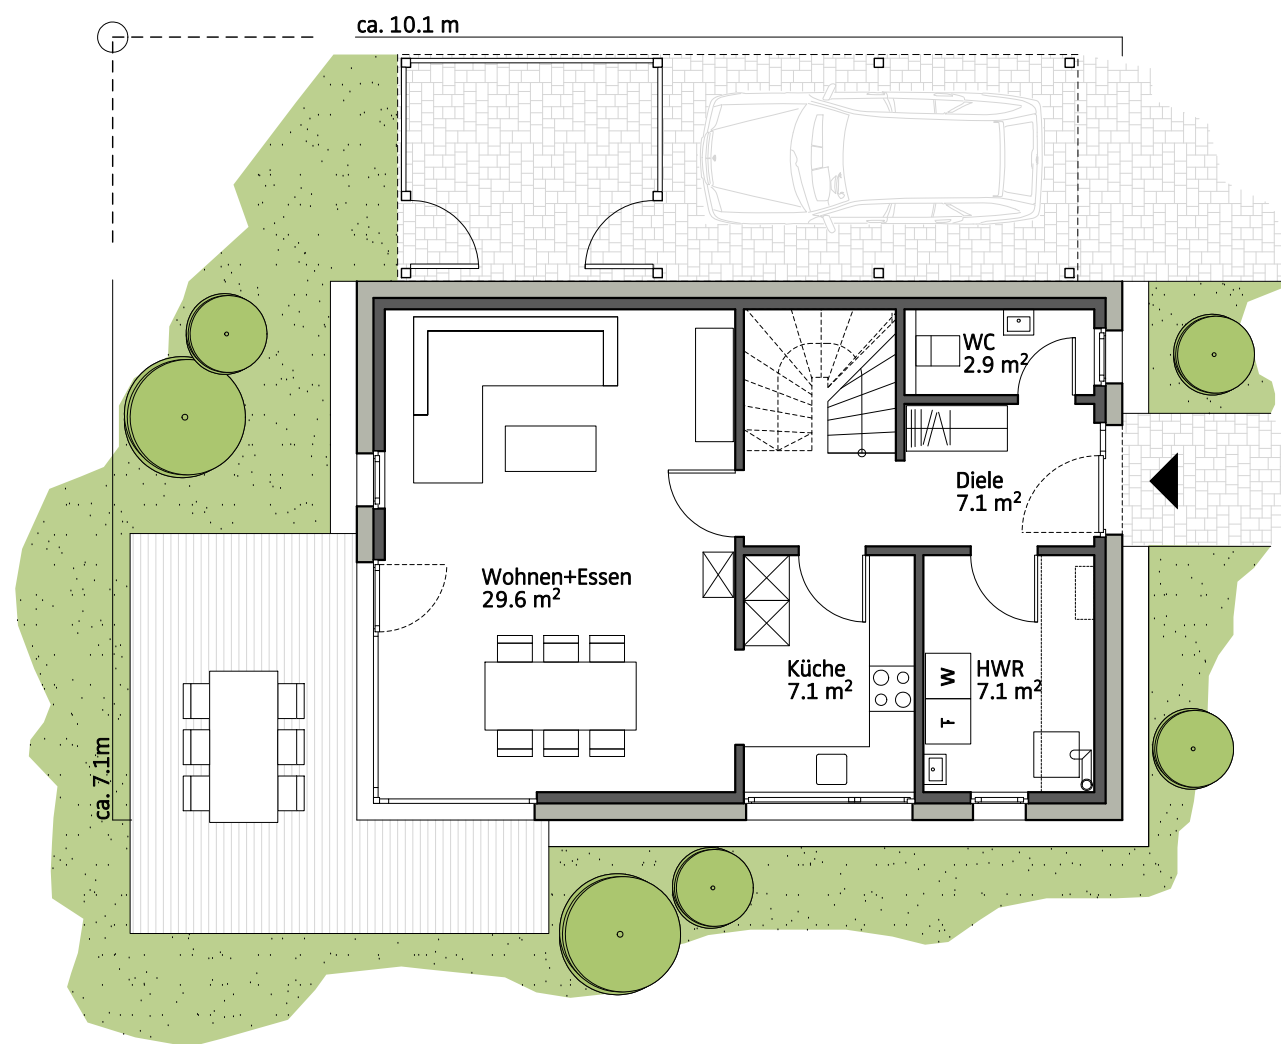 ca. 10.1 m
WC
2.9 m²
Diele
7.1 m²
Wohnen+Essen
29.6 m²
Küche
7.1 m²
HWR
7.1 m²
W
T
ca. 7.1m